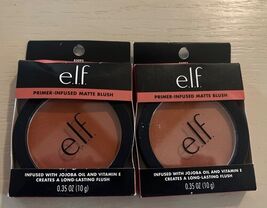 e.l.f.
PRIMER-INFUSED MATTE BLUSH
e.l.f
INFUSED WITH JOJOBA OIL AND VITAMIN E
CREATES A LONG-LASTING FLUSH
0.35 OZ (10 g)
e.l.f.
PRIMER-INFUSED MATTE BLUSH
e.l.f
INFUSED WITH JOJOBA OIL AND VITAMIN E
CREATES A LONG-LASTING FLUSH
0.35 OZ (10 g)